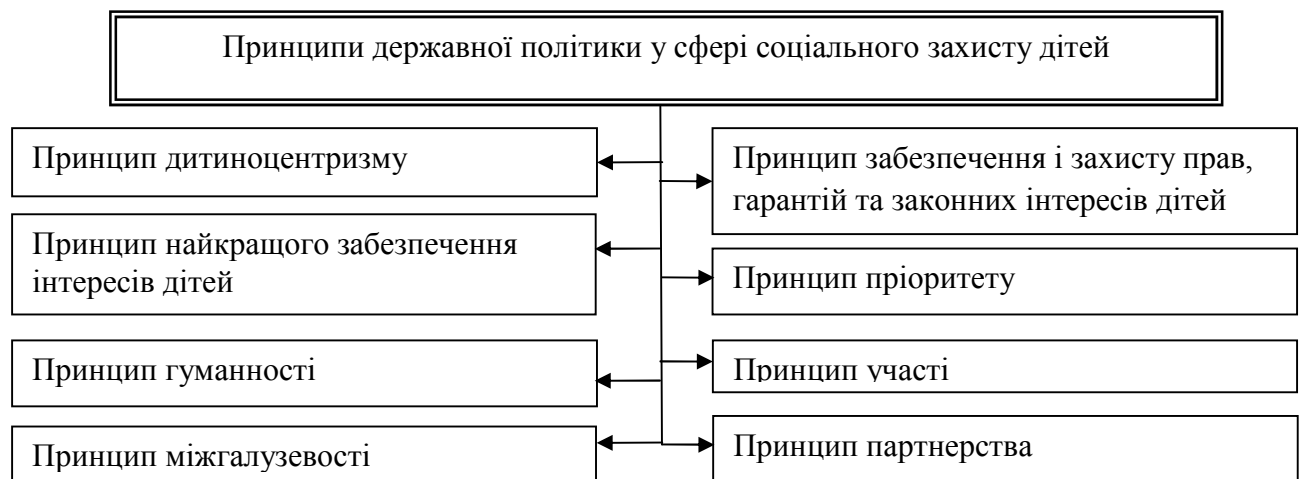 Принципи державної політики у сфері соціального захисту дітей
Принцип дитиноцентризму
Принцип забезпечення і захисту прав,
гарантій та законних інтересів дітей
Принцип найкращого забезпечення
інтересів дітей
Принцип пріоритету
Принцип гуманності
Принцип участі
Принцип міжгалузевості
Принцип партнерства